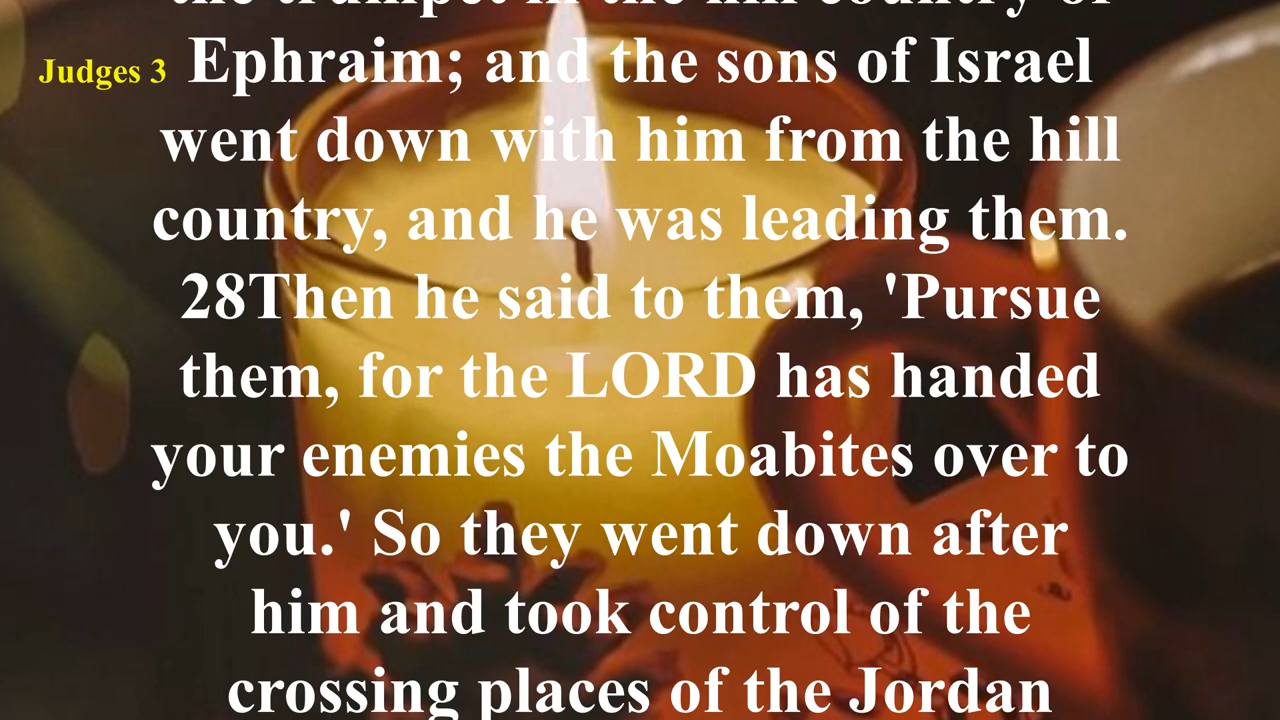 the trumpet in the hill country of
Judges 3
Ephraim; and the sons of Israel
went down with him from the hill
country, and he was leading them.
28Then he said to them, 'Pursue
them, for the LORD has handed
your enemies the Moabites over to
you.' So they went down after
him and took control of the
crossing places of the Jordan